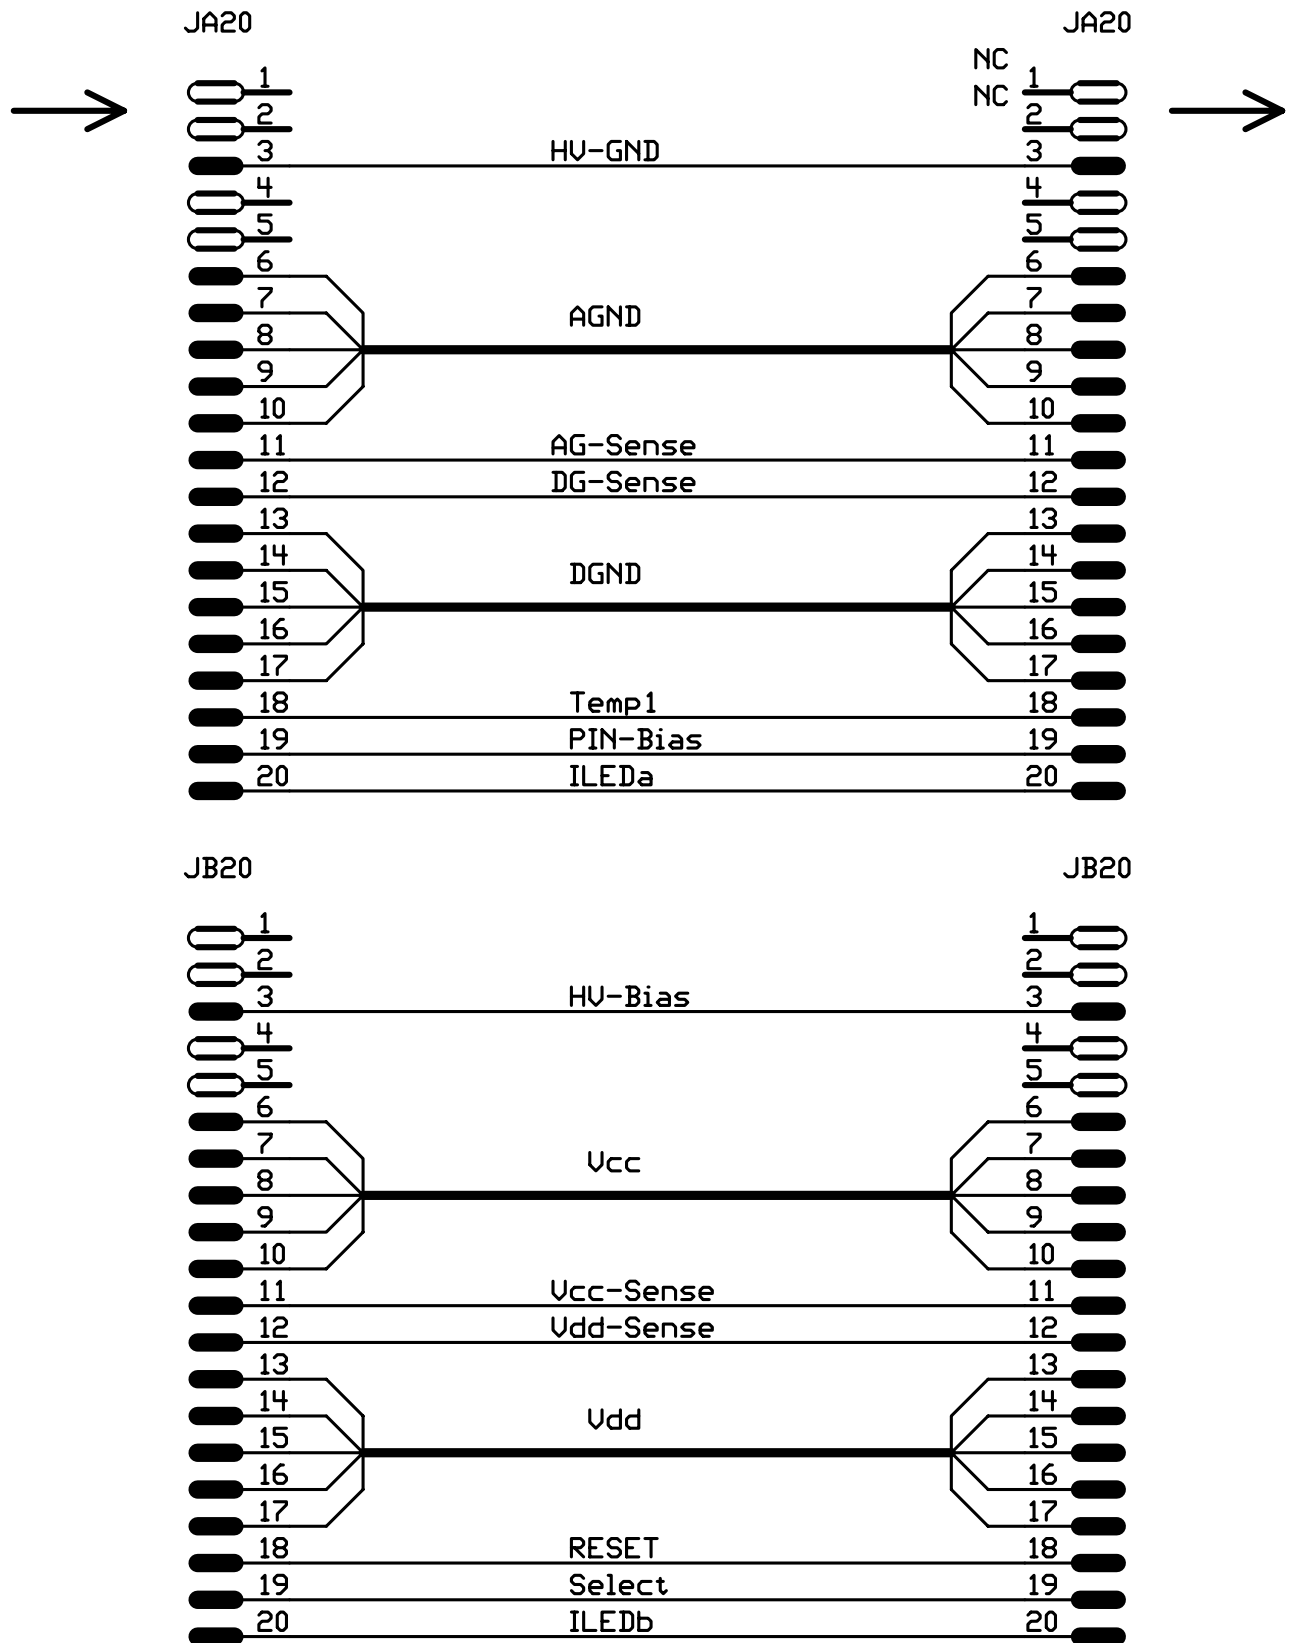 JA20 JA20
NC
1 1
NC
2 2
3 HV-GND 3
4 4
5 5
6 6
7 7
AGND
8 8
9 9
10 10
11 AG-Sense 11
12 DG-Sense 12
13 13
14 14
DGND
15 15
16 16
17 17
18 Temp1 18
19 PIN-Bias 19
20 ILEDa 20
JB20 JB20
1 1
2 2
3 HV-Bias 3
4 4
5 5
6 6
7 7
Vcc
8 8
9 9
10 10
11 Vcc-Sense 11
12 Vdd-Sense 12
13 13
14 14
Vdd
15 15
16 16
17 17
18 RESET 18
19 Select 19
20 ILEDb 20